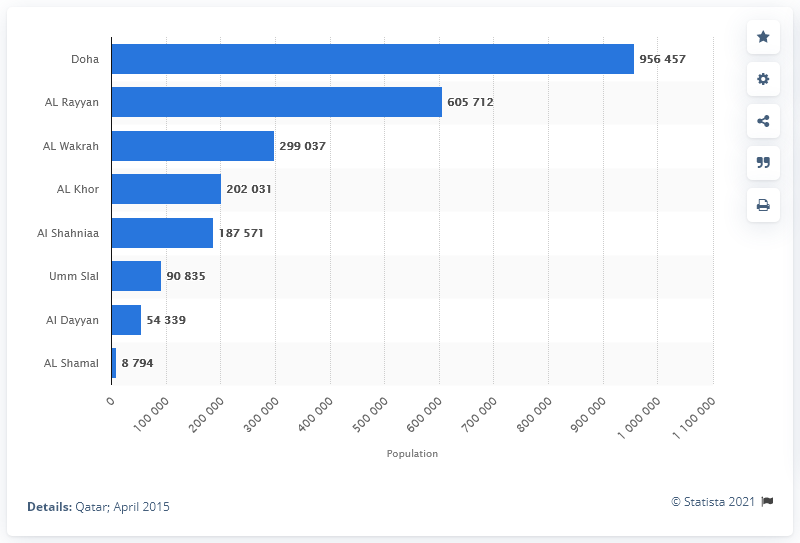 Doha 956 457
AL Rayyan 605 712
AL Wakrah 299 037
AL Khor 202 031
Al Shahniaa 187 571
Umm Slal 90 835
Al Dayyan 54 339
AL Shamal 8 794
0 100 000 200 000 300 000 400 000 500 000 600 000 700 000 800 000 900 000 1 000 000 1 100 000
Population
Details: Qatar; April 2015
© Statista 2021